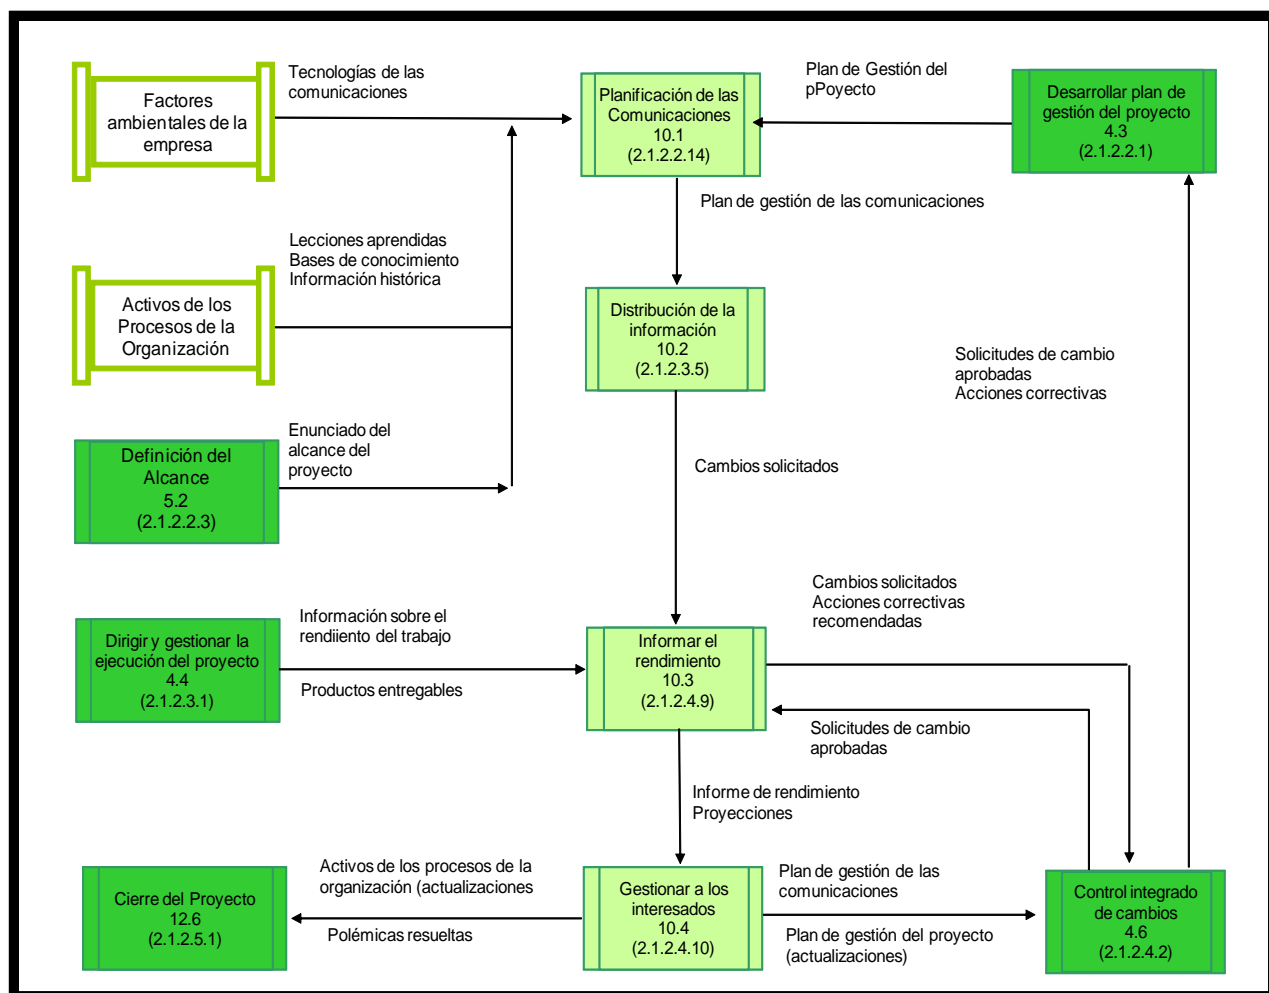 Tecnologías de las
comunicaciones
Factores
ambientales de la
empresa
Planificación de las
Comunicaciones
10.1
(2.1.2.2.14)
Plan de Gestión del
pPoyecto
Desarrollar plan de
gestión del proyecto
4.3
(2.1.2.2.1)
Plan de gestión de las comunicaciones
Lecciones aprendidas
Bases de conocimiento
Información histórica
Activos de los
Procesos de la
Organización
Distribución de la
información
10.2
(2.1.2.3.5)
Solicitudes de cambio
aprobadas
Acciones correctivas
Enunciado del
alcance del
proyecto
Definición del
Alcance
5.2
(2.1.2.2.3)
Cambios solicitados
Información sobre el
rendiiento del trabajo
Dirigir y gestionar la
ejecución del proyecto
4.4
(2.1.2.3.1)
Productos entregables
Informar el
rendimiento
10.3
(2.1.2.4.9)
Cambios solicitados
Acciones correctivas
recomendadas
Solicitudes de cambio
aprobadas
Informe de rendimiento
Proyecciones
Activos de los procesos de la
organización (actualizaciones
Cierre del Proyecto
12.6
(2.1.2.5.1)
Polémicas resueltas
Gestionar a los
interesados
10.4
(2.1.2.4.10)
Plan de gestión de las
comunicaciones
Plan de gestión del proyecto
(actualizaciones)
Control integrado
de cambios
4.6
(2.1.2.4.2)